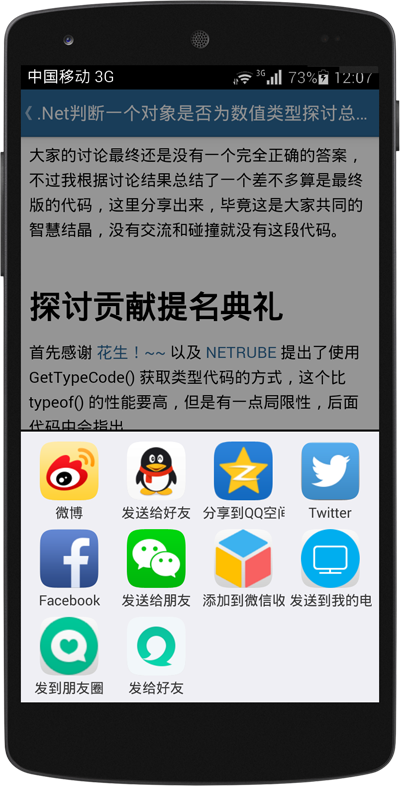 中国移动 3G
3G
73%
12:07
.Net判断一个对象是否为数值类型探讨总...
大家的讨论最终还是没有一个完全正确的答案，
不过我根据讨论结果总结了一个差不多算是最终
版的代码，这里分享出来，毕竟这是大家共同的
智慧结晶，没有交流和碰撞就没有这段代码。
探讨贡献提名典礼
首先感谢 花生！~~ 以及 NETRUBE 提出了使用
GetTypeCode() 获取类型代码的方式，这个比
typeof() 的性能要高，但是有一点局限性，后面
代码中会指出
微博
发送给好友
分享到QQ空间
Twitter
Facebook
发送给朋友
添加到微信收
发送到我的电
发到朋友圈
发给好友